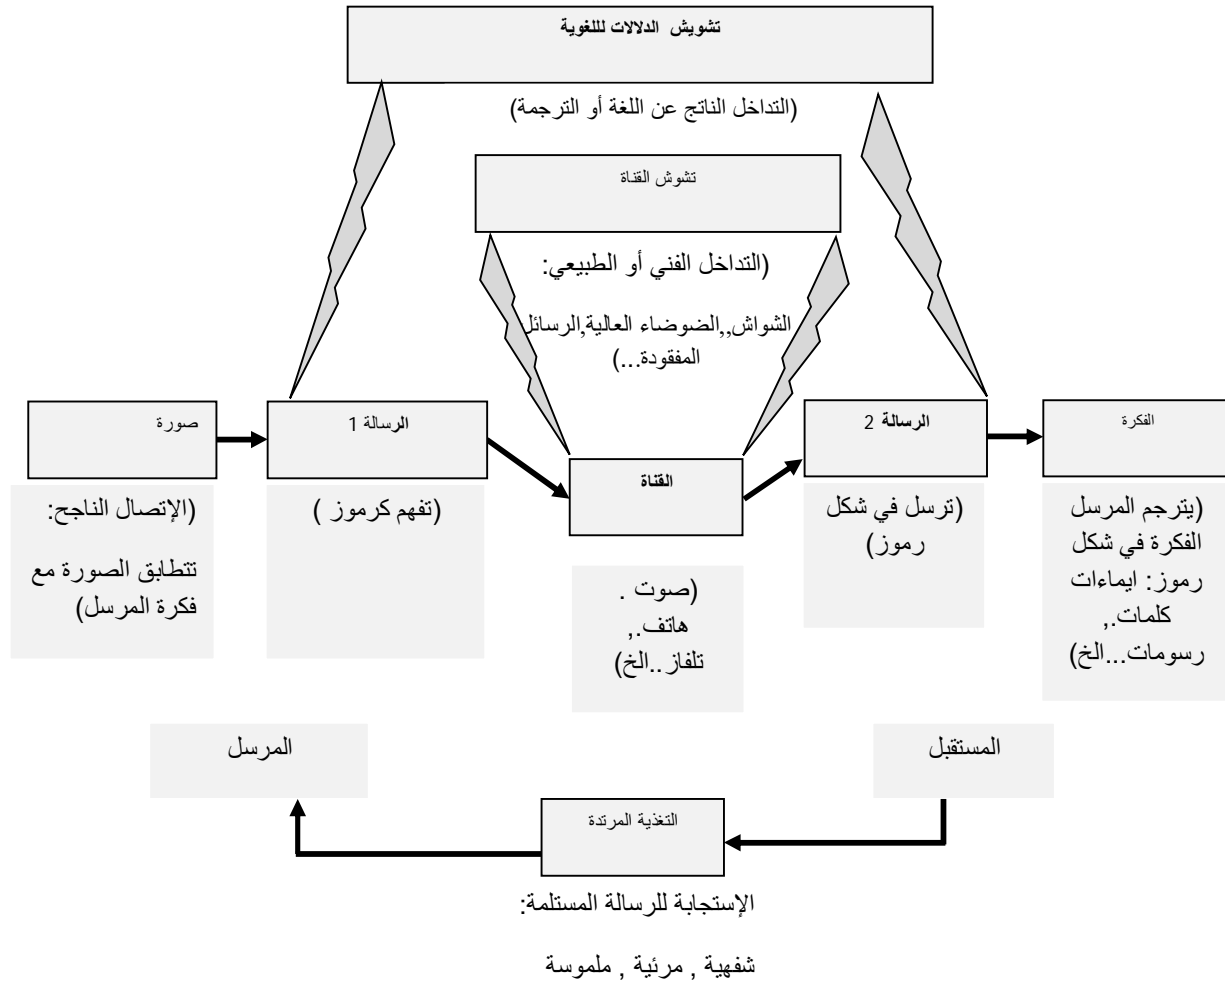 تشويش الدلالات لللغوية
(التداخل الناتج عن اللغة أو الترجمة)
تشوش القناة
(التداخل الفني أو الطبيعي:
الشواش,,الضوضاء العالية,الرسائل
المفقودة...)
الفكرة
(يترجم المرسل
الفكرة في شكل
رموز: ايماءات
كلمات.,
رسومات...الخ)
الرسالة 2
(ترسل في شكل
رموز)
القناة
(صوت .
هاتف.,
تلفاز..الخ)
الرسالة 1
(تفهم كرموز )
صورة
(الإتصال الناجح:
تتطابق الصورة مع
فكرة المرسل)
المستقبل
المرسل
التغذية المرتدة
الإستجابة للرسالة المستلمة:
شفهية , مرئية , ملموسة